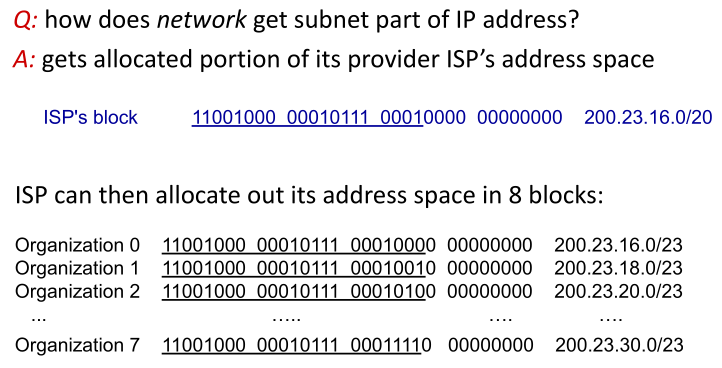 Q: how does network get subnet part of IP address?
A: gets allocated portion of its provider ISP’s address space
ISP's block 11001000 00010111 00010000 00000000 200.23.16.0/20
ISP can then allocate out its address space in 8 blocks:
Organization 0 11001000 00010111 00010000 00000000 200.23.16.0/23
Organization 1 11001000 00010111 00010010 00000000 200.23.18.0/23
Organization 2 11001000 00010111 00010100 00000000 200.23.20.0/23
... ..... .... ....
Organization 7 11001000 00010111 00011110 00000000 200.23.30.0/23